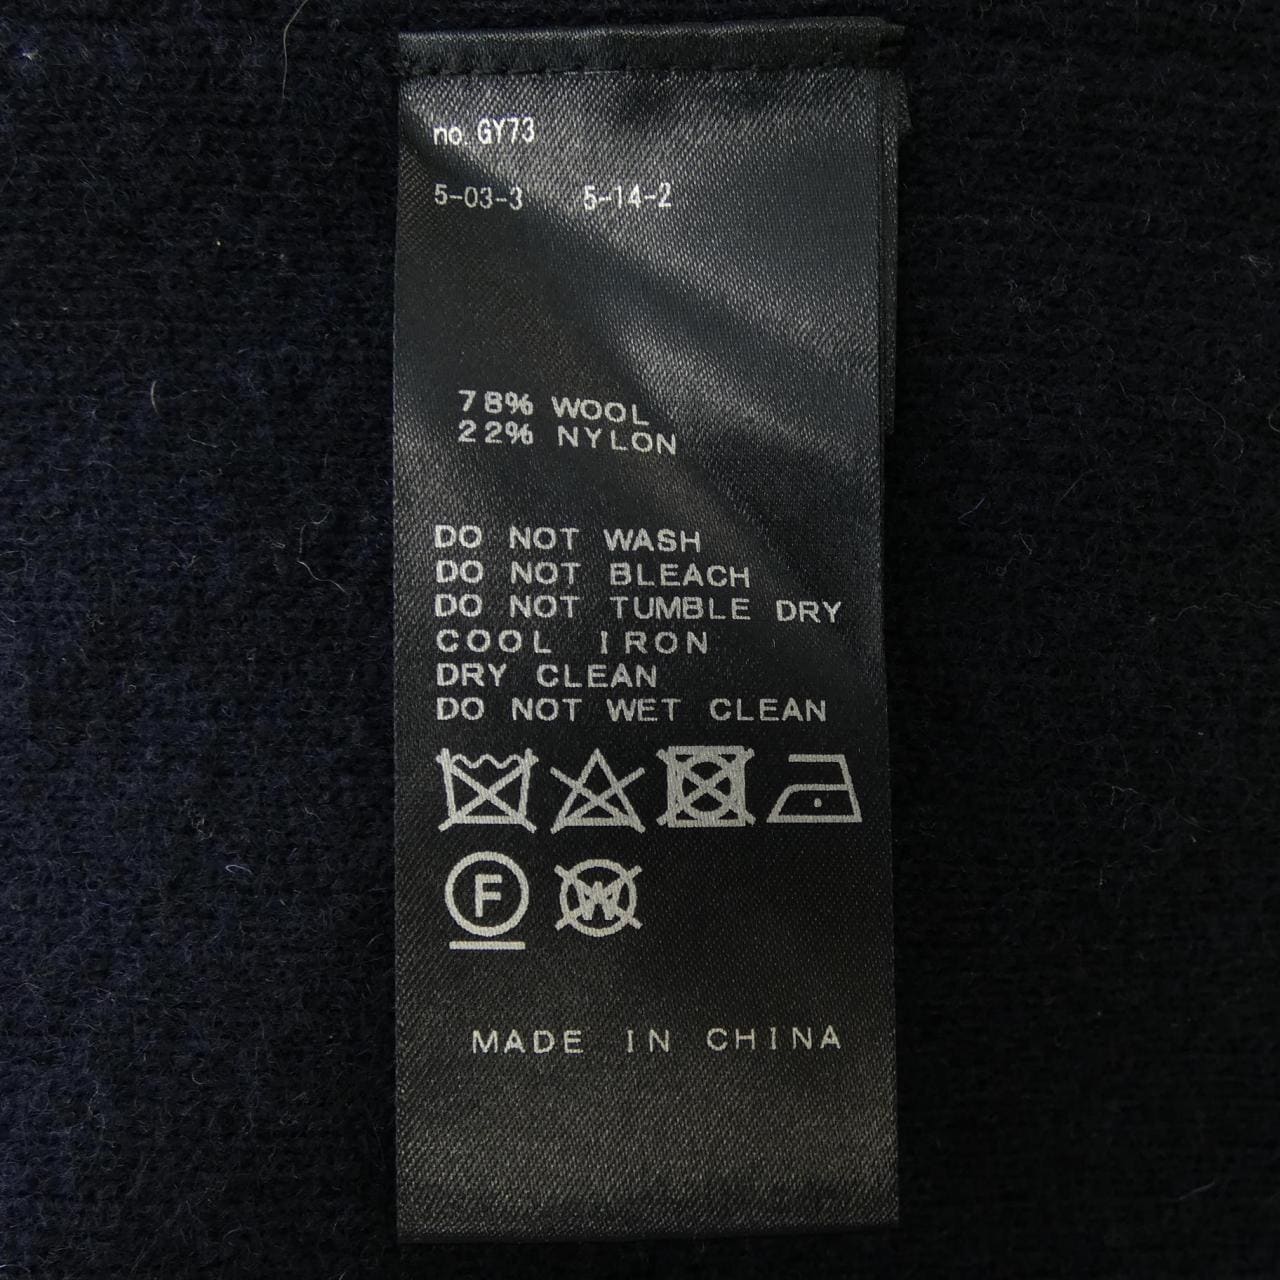 no.GY73
5-03-3 5-14-2
78% WOOL
22% NYLON
DO NOT WASH
DO NOT BLEACH
DO NOT TUMBLE DRY
COOL IRON
DRY CLEAN
DO NOT WET CLEAN
F W
MADE IN CHINA